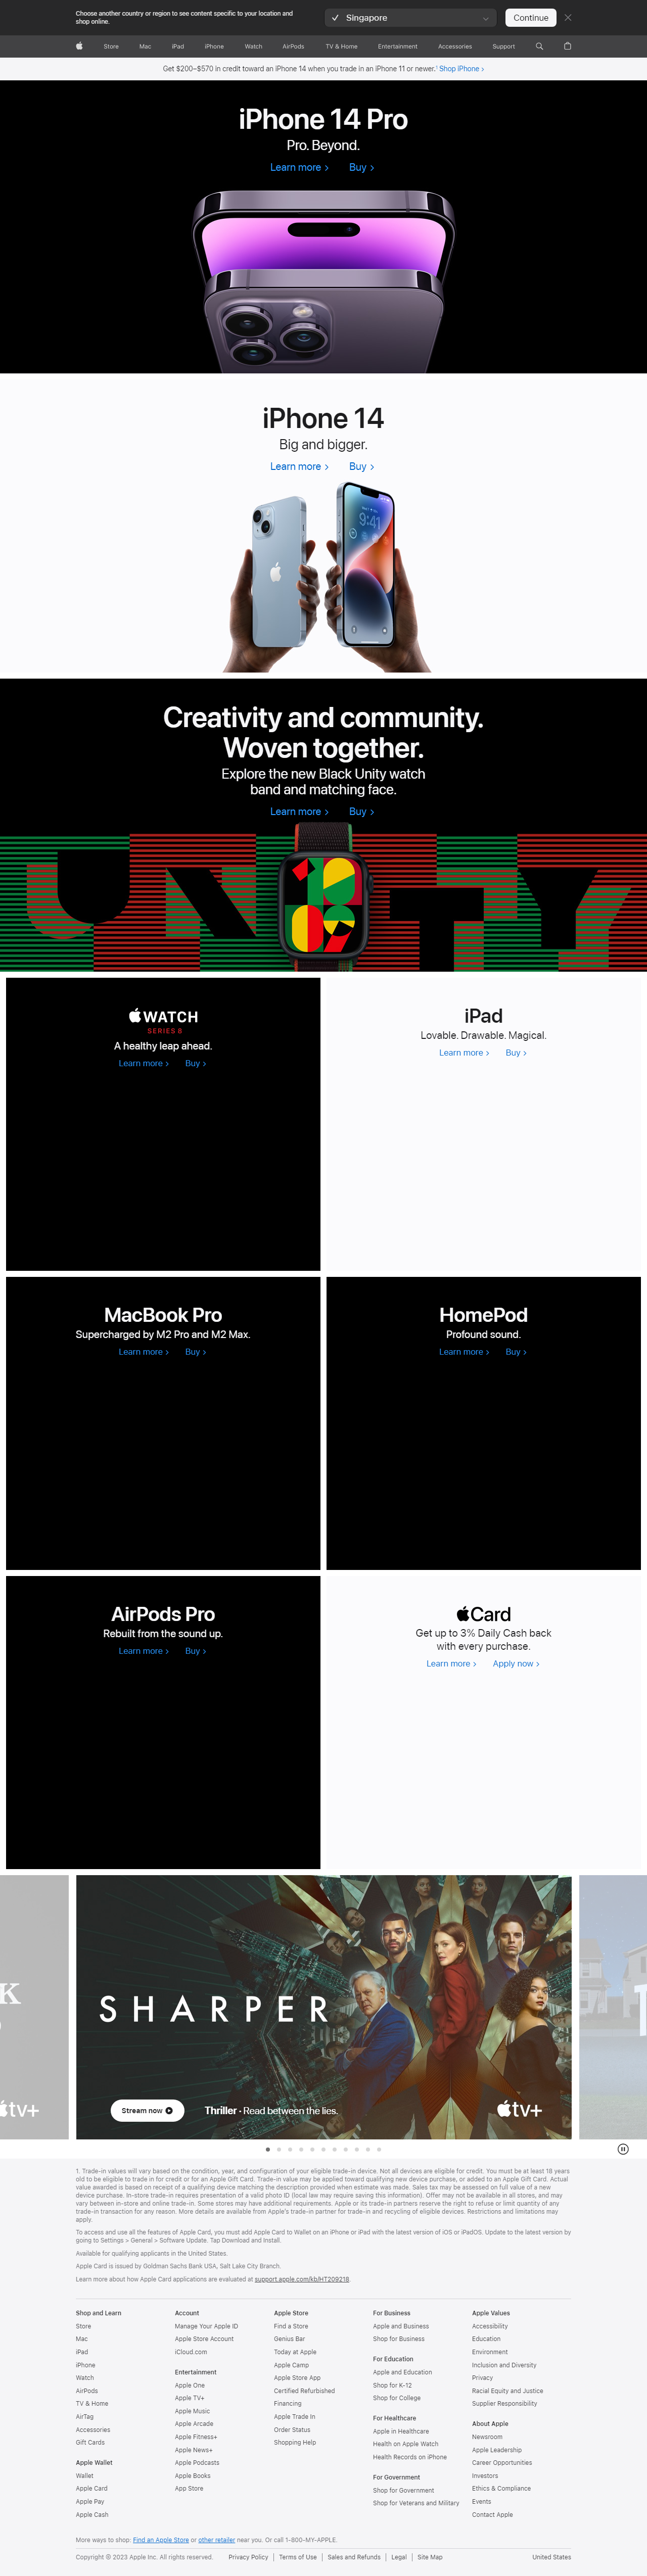 Choose another country or region to see content specific to your location and
shop online.
Singapore
Continue
Store Mac iPad iPhone Watch AirPods TV & Home Entertainment Accessories Support
Get $200–$570 in credit toward an iPhone 14 when you trade in an iPhone 11 or newer.¹ Shop iPhone >
iPhone 14 Pro
Pro. Beyond.
Learn more > Buy >
iPhone 14
Big and bigger.
Learn more > Buy >
9:41
Creativity and community.
Woven together.
Explore the new Black Unity watch
band and matching face.
Learn more > Buy >
UNITY
WATCH
SERIES 8
A healthy leap ahead.
Learn more > Buy >
iPad
Lovable. Drawable. Magical.
Learn more > Buy >
MacBook Pro
Supercharged by M2 Pro and M2 Max.
Learn more > Buy >
HomePod
Profound sound.
Learn more > Buy >
AirPods Pro
Rebuilt from the sound up.
Learn more > Buy >
Card
Get up to 3% Daily Cash back
with every purchase.
Learn more > Apply now >
SHARPER
Stream now
Thriller · Read between the lies.
tv+
tv+
1. Trade-in values will vary based on the condition, year, and configuration of your eligible trade-in device. Not all devices are eligible for credit. You must be at least 18 years
old to be eligible to trade in for credit or for an Apple Gift Card. Trade-in value may be applied toward qualifying new device purchase, or added to an Apple Gift Card. Actual
value awarded is based on receipt of a qualifying device matching the description provided when estimate was made. Sales tax may be assessed on full value of a new
device purchase. In-store trade-in requires presentation of a valid photo ID (local law may require saving this information). Offer may not be available in all stores, and may
vary between in-store and online trade-in. Some stores may have additional requirements. Apple or its trade-in partners reserve the right to refuse or limit quantity of any
trade-in transaction for any reason. More details are available from Apple's trade-in partner for trade-in and recycling of eligible devices. Restrictions and limitations may
apply.
To access and use all the features of Apple Card, you must add Apple Card to Wallet on an iPhone or iPad with the latest version of iOS or iPadOS. Update to the latest version by
going to Settings > General > Software Update. Tap Download and Install.
Available for qualifying applicants in the United States.
Apple Card is issued by Goldman Sachs Bank USA, Salt Lake City Branch.
Learn more about how Apple Card applications are evaluated at support.apple.com/kb/HT209218.
Shop and Learn
Store
Mac
iPad
iPhone
Watch
AirPods
TV & Home
AirTag
Accessories
Gift Cards
Apple Wallet
Wallet
Apple Card
Apple Pay
Apple Cash
Account
Manage Your Apple ID
Apple Store Account
iCloud.com
Entertainment
Apple One
Apple TV+
Apple Music
Apple Arcade
Apple Fitness+
Apple News+
Apple Podcasts
Apple Books
App Store
Apple Store
Find a Store
Genius Bar
Today at Apple
Apple Camp
Apple Store App
Certified Refurbished
Financing
Apple Trade In
Order Status
Shopping Help
For Business
Apple and Business
Shop for Business
For Education
Apple and Education
Shop for K-12
Shop for College
For Healthcare
Apple in Healthcare
Health on Apple Watch
Health Records on iPhone
For Government
Shop for Government
Shop for Veterans and Military
Apple Values
Accessibility
Education
Environment
Inclusion and Diversity
Privacy
Racial Equity and Justice
Supplier Responsibility
About Apple
Newsroom
Apple Leadership
Career Opportunities
Investors
Ethics & Compliance
Events
Contact Apple
More ways to shop: Find an Apple Store or other retailer near you. Or call 1-800-MY-APPLE.
Copyright © 2023 Apple Inc. All rights reserved. Privacy Policy | Terms of Use | Sales and Refunds | Legal | Site Map United States